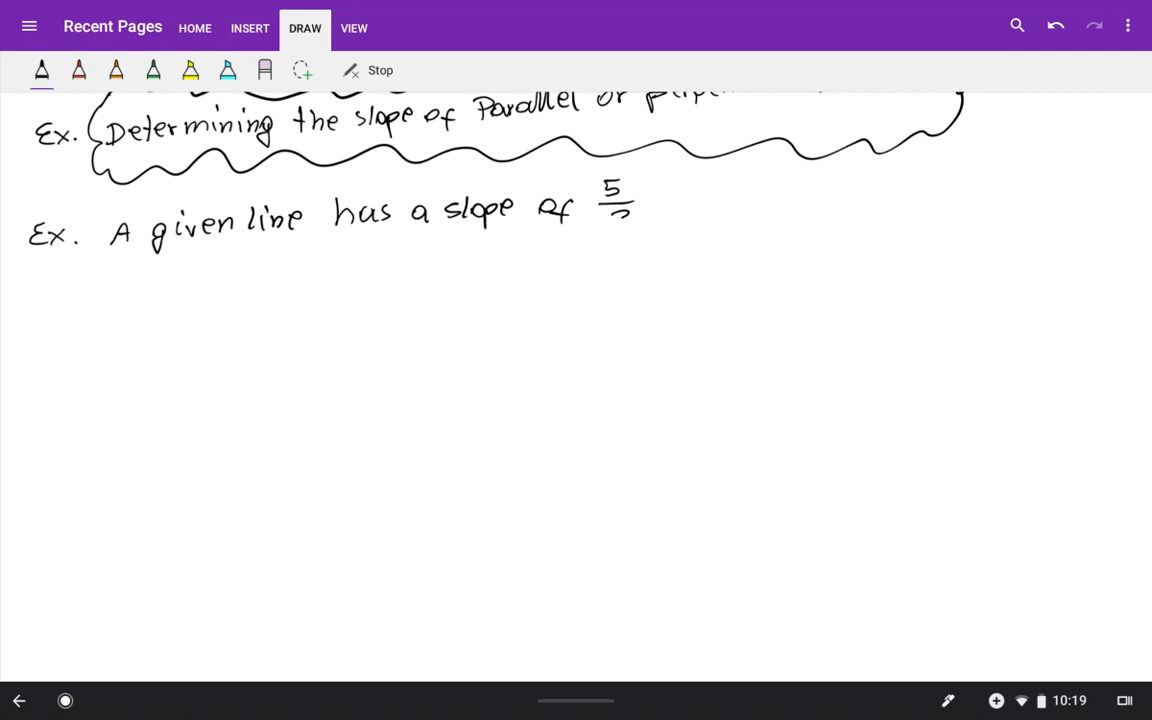 Recent Pages HOME INSERT DRAW VIEW
Stop
Ex. Determining the slope of Parallel or
Ex. A given line has a slope of 5/
10:19